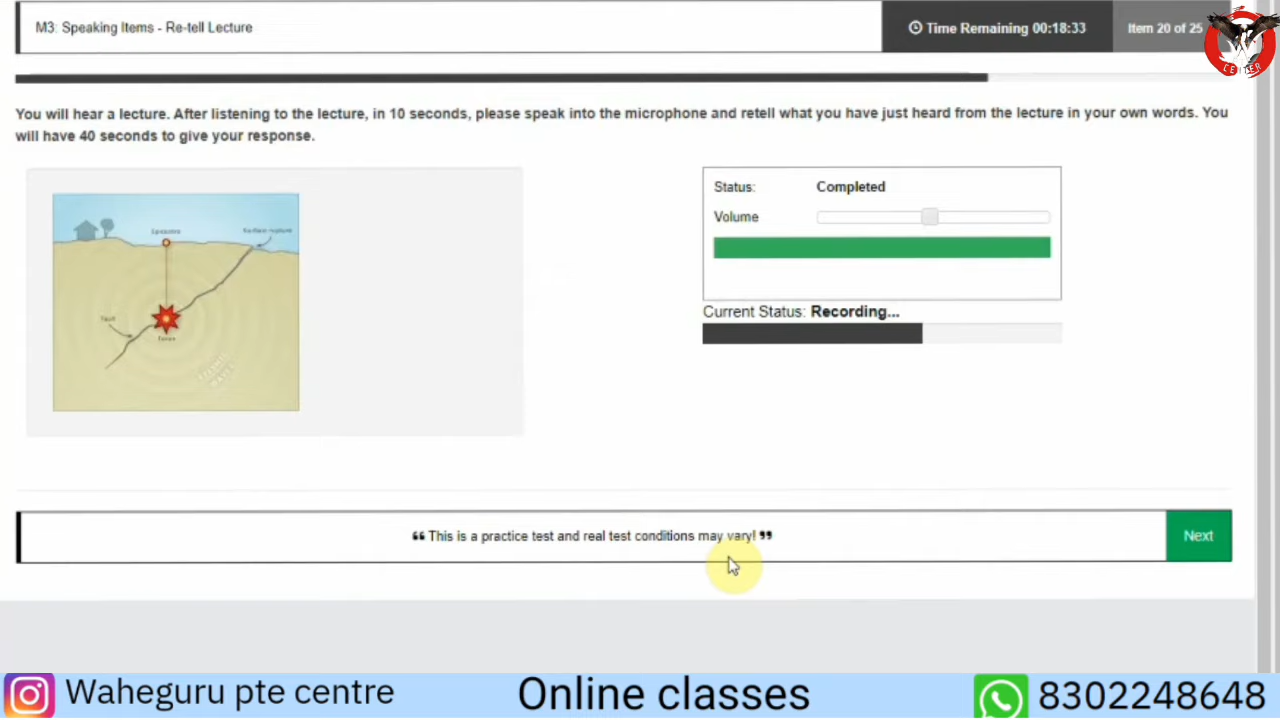 M3: Speaking Items - Re-tell Lecture
Time Remaining 00:18:33
Item 20 of 25
CENTER
You will hear a lecture. After listening to the lecture, in 10 seconds, please speak into the microphone and retell what you have just heard from the lecture in your own words. You
will have 40 seconds to give your response.
Status: Completed
Volume
Epicentre
Surface rupture
Fault
Focus
Current Status: Recording...
❝ This is a practice test and real test conditions may vary! ❞
Next
Waheguru pte centre
Online classes
8302248648